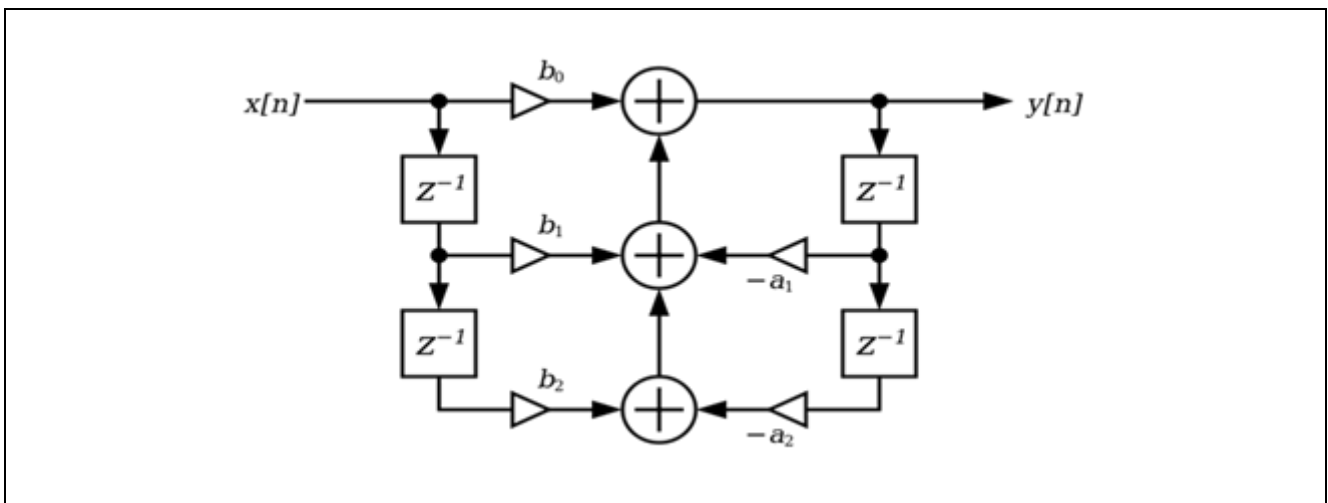 b₀
x[n] y[n]
z⁻¹ z⁻¹
b₁
−a₁
z⁻¹ z⁻¹
b₂
−a₂